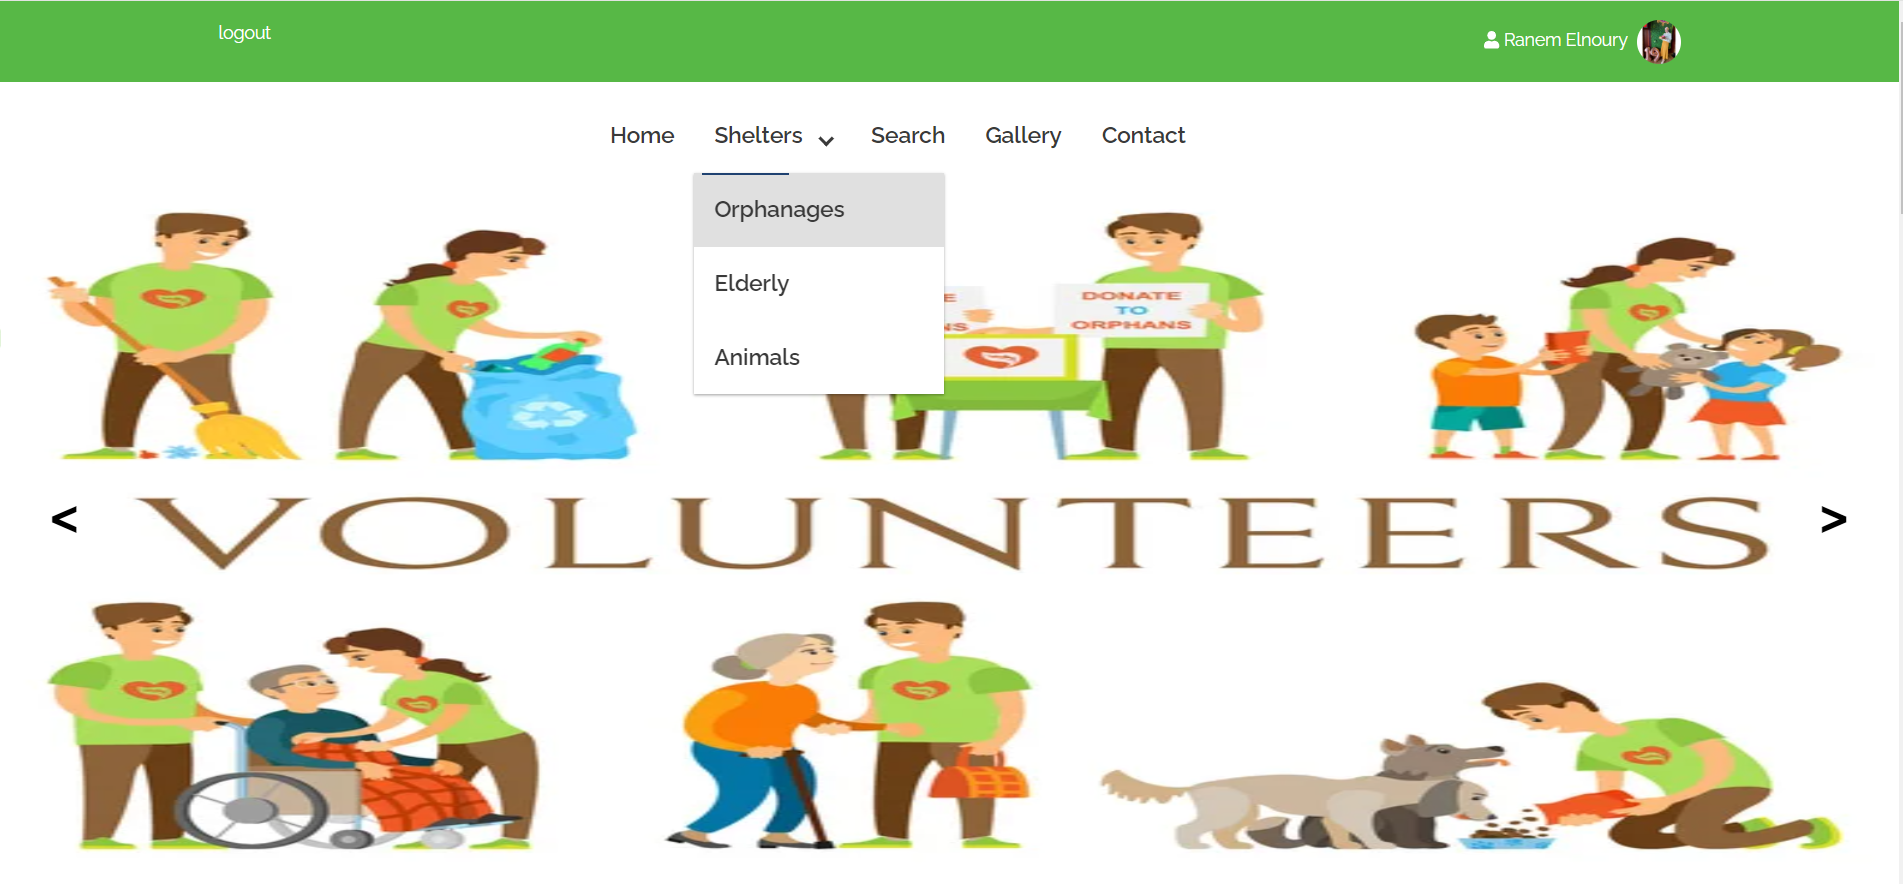 logout
Ranem Elnoury
Home Shelters Search Gallery Contact
Orphanages
Elderly
Animals
DONATE
TO
ORPHANS
< VOLUNTEERS >